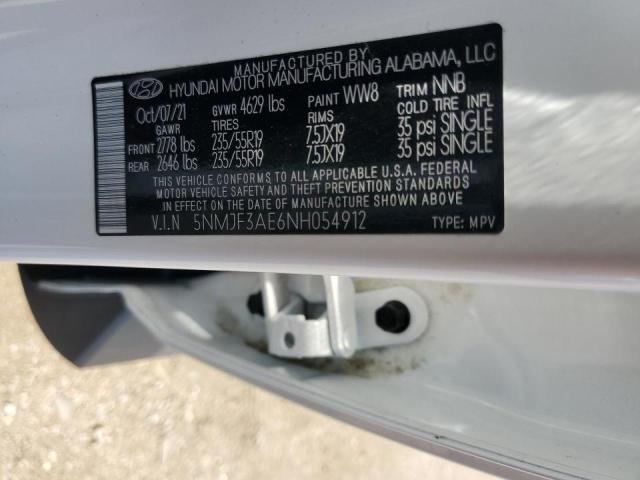 MANUFACTURED BY
HYUNDAI MOTOR MANUFACTURING ALABAMA, LLC
Oct/07/21 GVWR 4629 lbs PAINT WW8 TRIM NNB
GAWR TIRES RIMS COLD TIRE INFL
FRONT 2778 lbs 235/55R19 7.5JX19 35 psi SINGLE
REAR 2646 lbs 235/55R19 7.5JX19 35 psi SINGLE
THIS VEHICLE CONFORMS TO ALL APPLICABLE U.S.A. FEDERAL
MOTOR VEHICLE SAFETY AND THEFT PREVENTION STANDARDS
IN EFFECT ON THE DATE OF MANUFACTURE SHOWN ABOVE.
V.I.N 5NMJF3AE6NH054912 TYPE: MPV